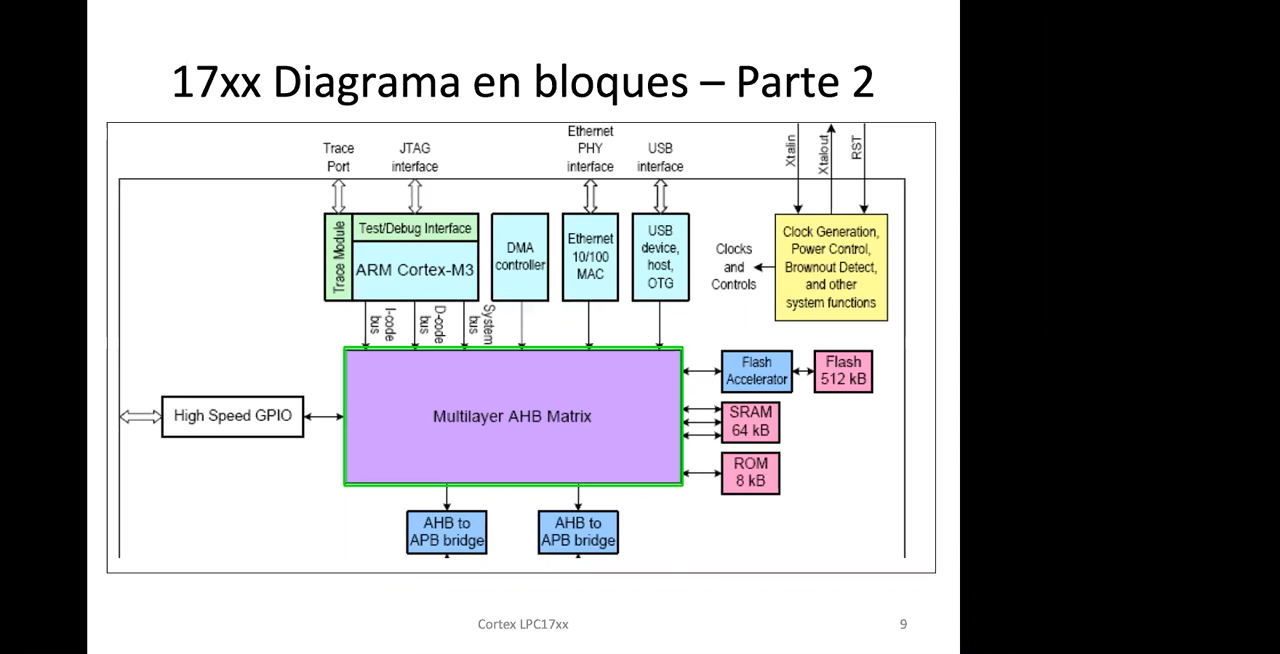 17xx Diagrama en bloques – Parte 2
Trace
Port
JTAG
interface
Ethernet
PHY
interface
USB
interface
Xtalin
Xtalout
RST
Trace Module
Test/Debug Interface
ARM Cortex-M3
DMA
controller
Ethernet
10/100
MAC
USB
device,
host,
OTG
Clocks
and
Controls
Clock Generation,
Power Control,
Brownout Detect,
and other
system functions
I-code
bus
D-code
bus
System
bus
Multilayer AHB Matrix
High Speed GPIO
Flash
Accelerator
Flash
512 kB
SRAM
64 kB
ROM
8 kB
AHB to
APB bridge
AHB to
APB bridge
Cortex LPC17xx
9